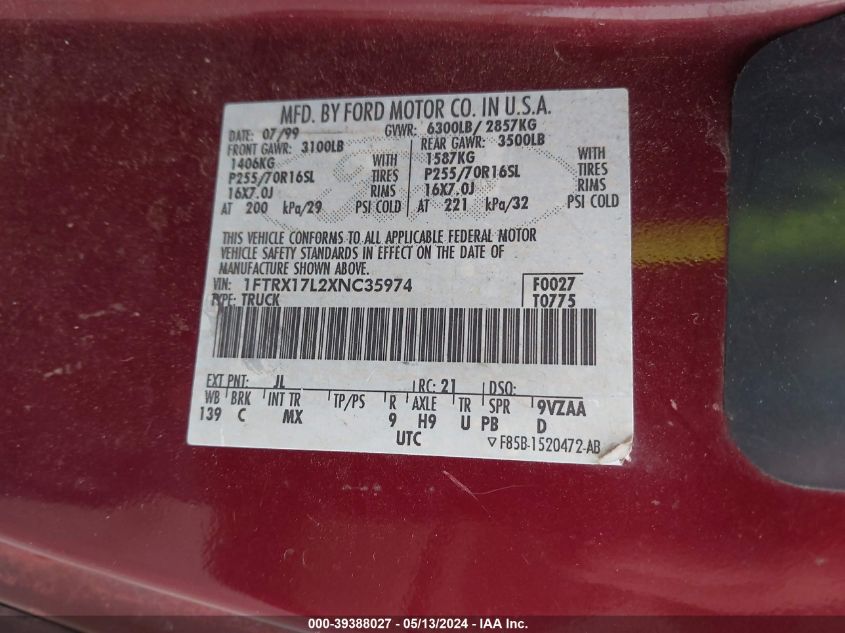 MFD. BY FORD MOTOR CO. IN U.S.A.
DATE: 07/99 GVWR: 6300LB/ 2857KG
FRONT GAWR: 3100LB REAR GAWR: 3500LB
1406KG WITH 1587KG WITH
P255/70R16SL TIRES P255/70R16SL TIRES
16X7.0J RIMS 16X7.0J RIMS
AT 200 kPa/29 PSI COLD AT 221 kPa/32 PSI COLD
THIS VEHICLE CONFORMS TO ALL APPLICABLE FEDERAL MOTOR
VEHICLE SAFETY STANDARDS IN EFFECT ON THE DATE OF
MANUFACTURE SHOWN ABOVE.
VIN: 1FTRX17L2XNC35974 F0027
TYPE: TRUCK T0775
EXT PNT: JL RC: 21 DSO:
WB BRK INT TR TP/PS R AXLE TR SPR 9VZAA
139 C MX 9 H9 U PB D
UTC ▽F85B-1520472-AB
000-39388027 - 05/13/2024 - IAA Inc.